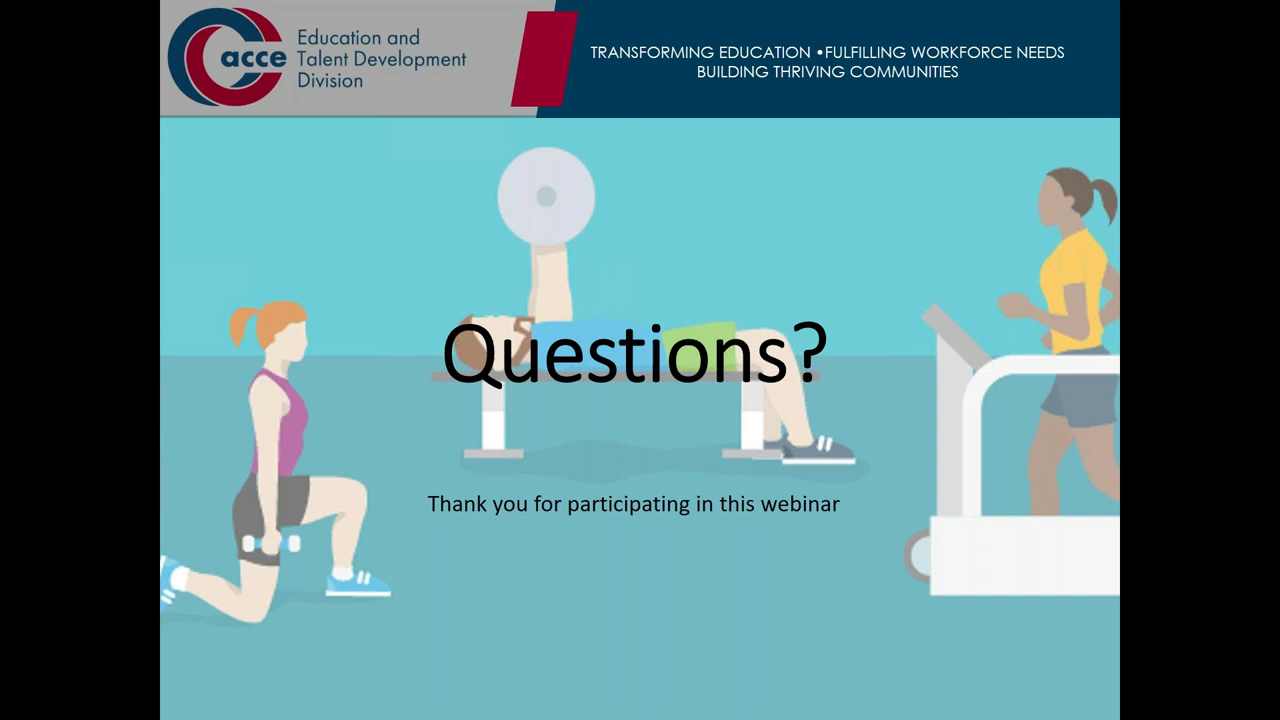 acce
Education and
Talent Development
Division
TRANSFORMING EDUCATION •FULFILLING WORKFORCE NEEDS
BUILDING THRIVING COMMUNITIES
Questions?
Thank you for participating in this webinar